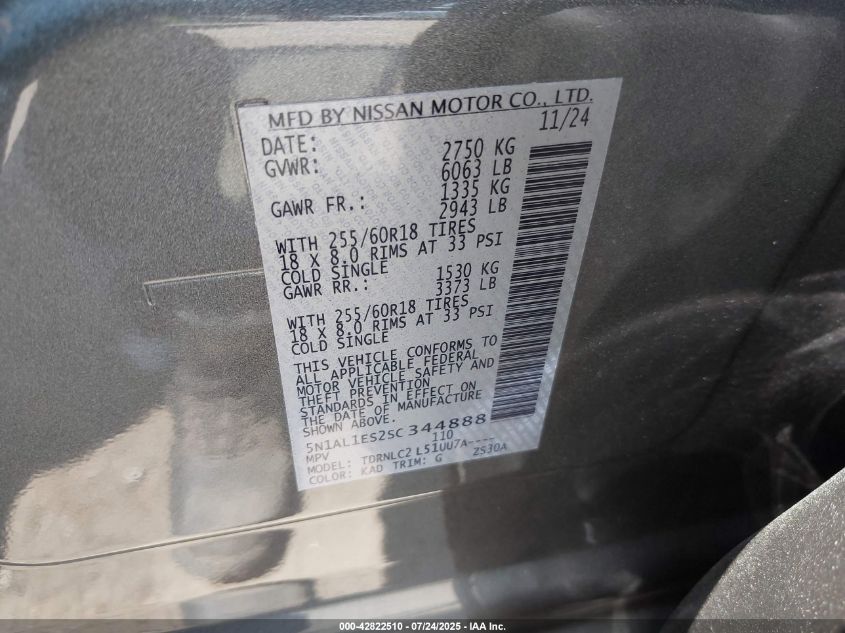 MFD BY NISSAN MOTOR CO., LTD.
DATE: 11/24
GVWR: 2750 KG
6063 LB
GAWR FR.: 1335 KG
2943 LB
WITH 255/60R18 TIRES
18 X 8.0 RIMS AT 33 PSI
COLD SINGLE
GAWR RR.: 1530 KG
3373 LB
WITH 255/60R18 TIRES
18 X 8.0 RIMS AT 33 PSI
COLD SINGLE
THIS VEHICLE CONFORMS TO
ALL APPLICABLE FEDERAL
MOTOR VEHICLE SAFETY AND
THEFT PREVENTION
STANDARDS IN EFFECT ON
THE DATE OF MANUFACTURE
SHOWN ABOVE.
5N1AL1ES2SC344888
MPV 110
MODEL: TDRNLC2 L51UU7A----
COLOR: KAD TRIM: G ZS30A
000-42822510 - 07/24/2025 - IAA Inc.